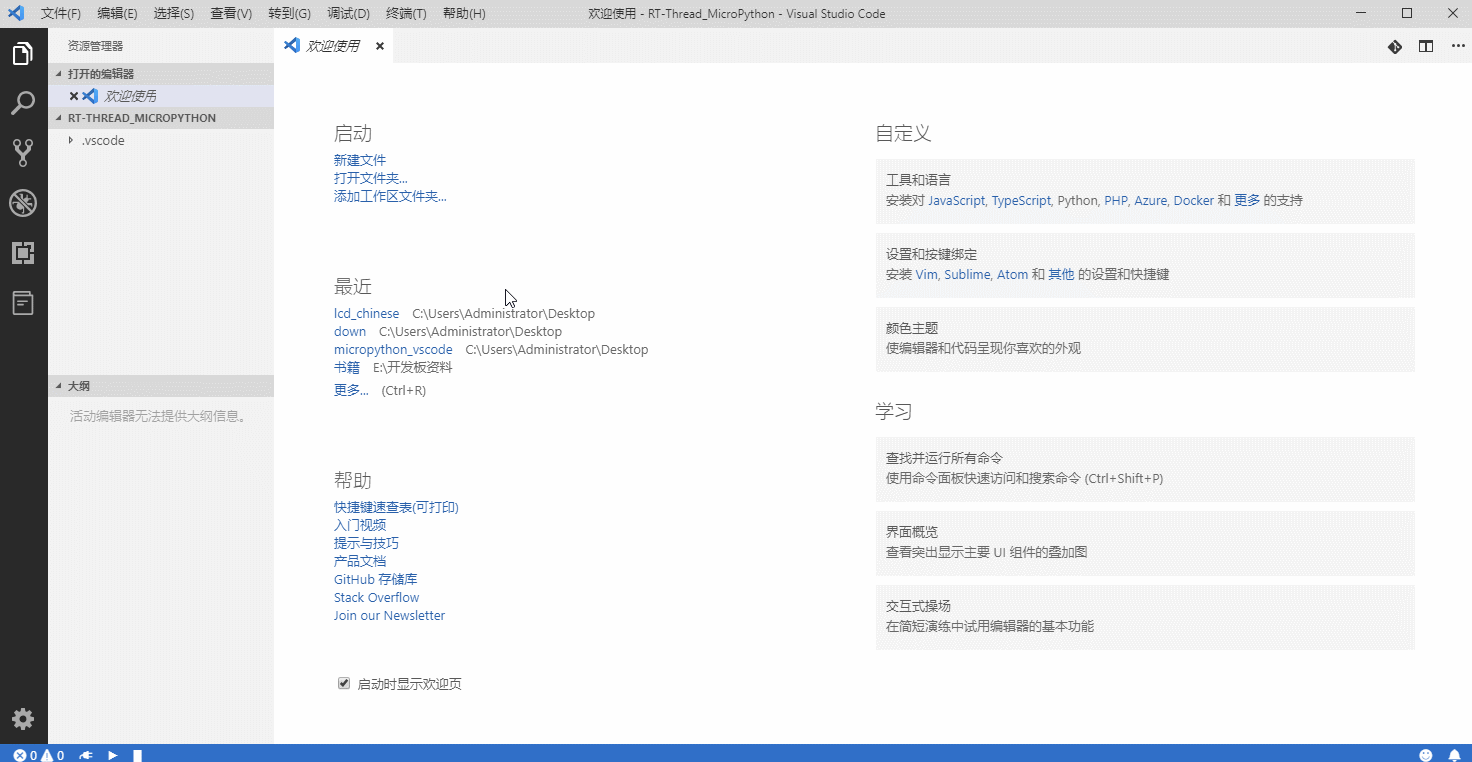 文件(F) 编辑(E) 选择(S) 查看(V) 转到(G) 调试(D) 终端(T) 帮助(H) 欢迎使用 - RT-Thread_MicroPython - Visual Studio Code
资源管理器
欢迎使用
打开的编辑器
欢迎使用
RT-THREAD_MICROPYTHON
.vscode
大纲
活动编辑器无法提供大纲信息。
启动
新建文件
打开文件夹...
添加工作区文件夹...
最近
lcd_chinese C:\Users\Administrator\Desktop
down C:\Users\Administrator\Desktop
micropython_vscode C:\Users\Administrator\Desktop
书籍 E:\开发板资料
更多... (Ctrl+R)
帮助
快捷键速查表(可打印)
入门视频
提示与技巧
产品文档
GitHub 存储库
Stack Overflow
Join our Newsletter
启动时显示欢迎页
自定义
工具和语言
安装对 JavaScript, TypeScript, Python, PHP, Azure, Docker 和 更多 的支持
设置和按键绑定
安装 Vim, Sublime, Atom 和 其他 的设置和快捷键
颜色主题
使编辑器和代码呈现你喜欢的外观
学习
查找并运行所有命令
使用命令面板快速访问和搜索命令 (Ctrl+Shift+P)
界面概览
查看突出显示主要 UI 组件的叠加图
交互式操场
在简短演练中试用编辑器的基本功能
0 0